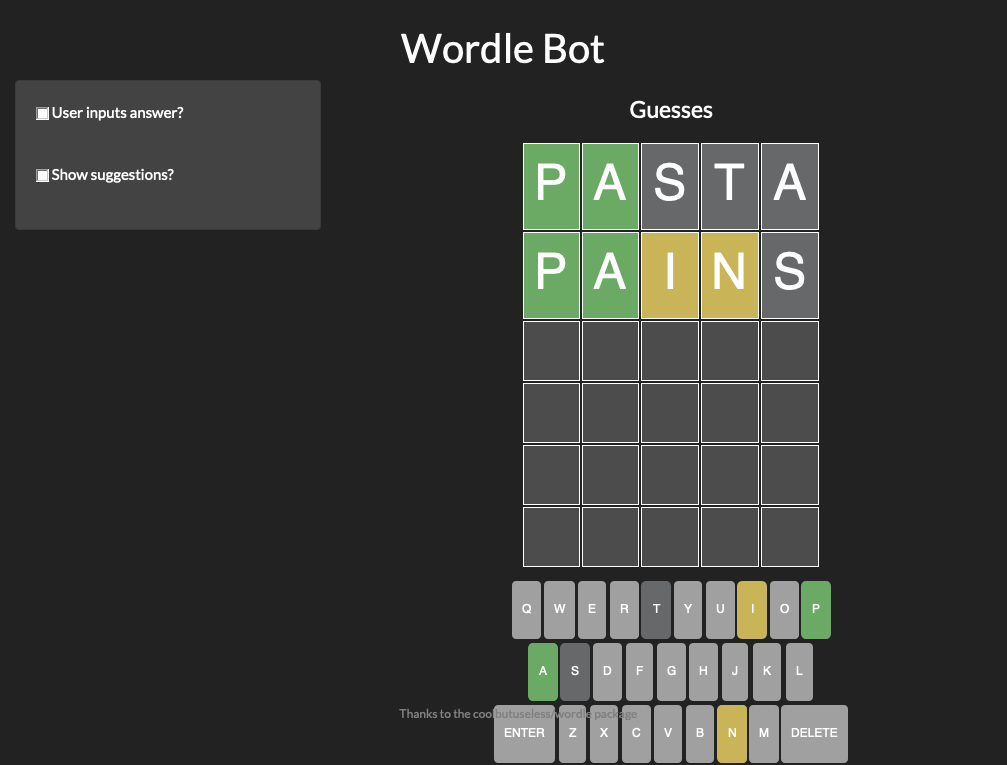 Wordle Bot
User inputs answer?
Show suggestions?
Guesses
P A S T A
P A I N S
Q W E R T Y U I O P
A S D F G H J K L
Thanks to the coolbutuseless/wordle package
ENTER Z X C V B N M DELETE